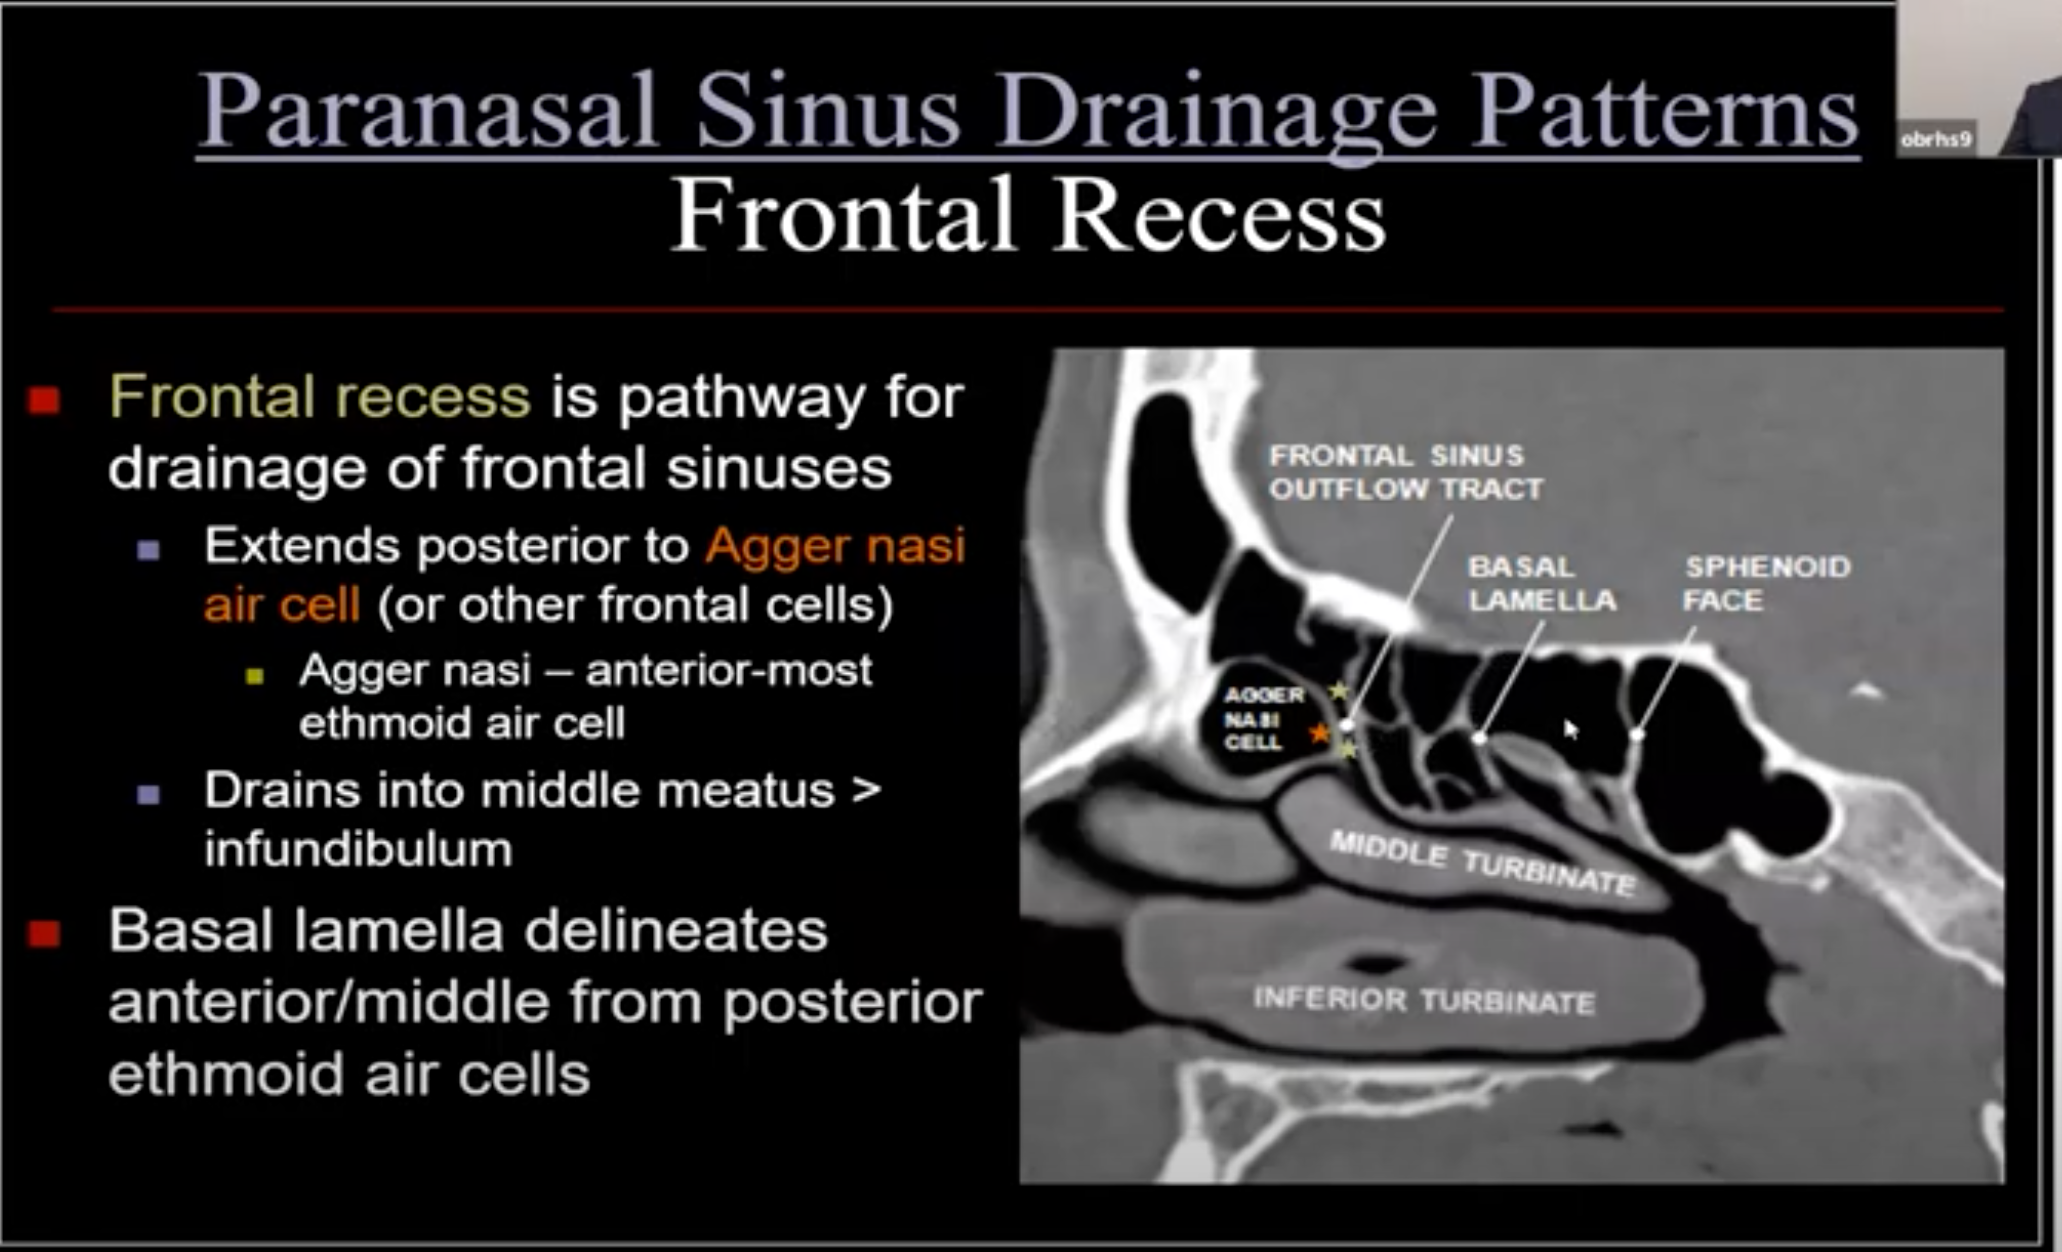 Paranasal Sinus Drainage Patterns
obrhs9
Frontal Recess
Frontal recess is pathway for
drainage of frontal sinuses
Extends posterior to Agger nasi
air cell (or other frontal cells)
Agger nasi – anterior-most
ethmoid air cell
Drains into middle meatus >
infundibulum
Basal lamella delineates
anterior/middle from posterior
ethmoid air cells
FRONTAL SINUS
OUTFLOW TRACT
BASAL
LAMELLA
SPHENOID
FACE
AGGER
NASI
CELL
MIDDLE TURBINATE
INFERIOR TURBINATE